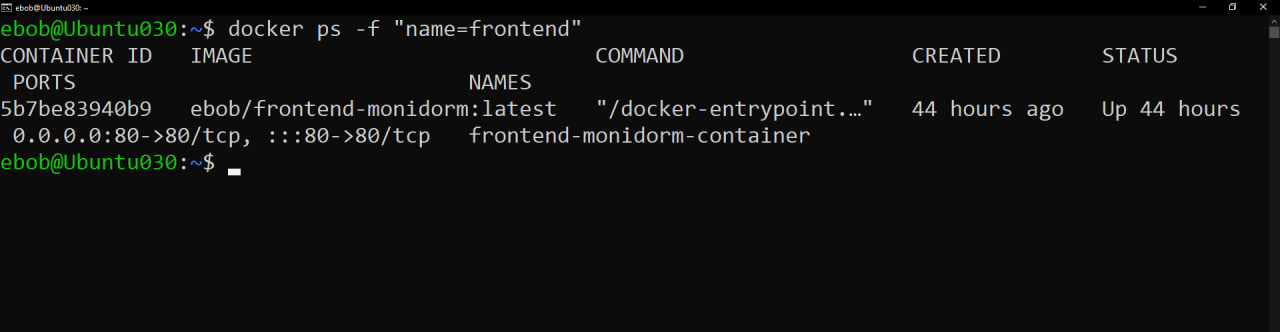 ebob@Ubuntu030: ~
ebob@Ubuntu030:~$ docker ps -f "name=frontend"
CONTAINER ID   IMAGE                           COMMAND                  CREATED        STATUS
 PORTS                               NAMES
5b7be83940b9   ebob/frontend-monidorm:latest   "/docker-entrypoint.…"   44 hours ago   Up 44 hours
 0.0.0.0:80->80/tcp, :::80->80/tcp   frontend-monidorm-container
ebob@Ubuntu030:~$